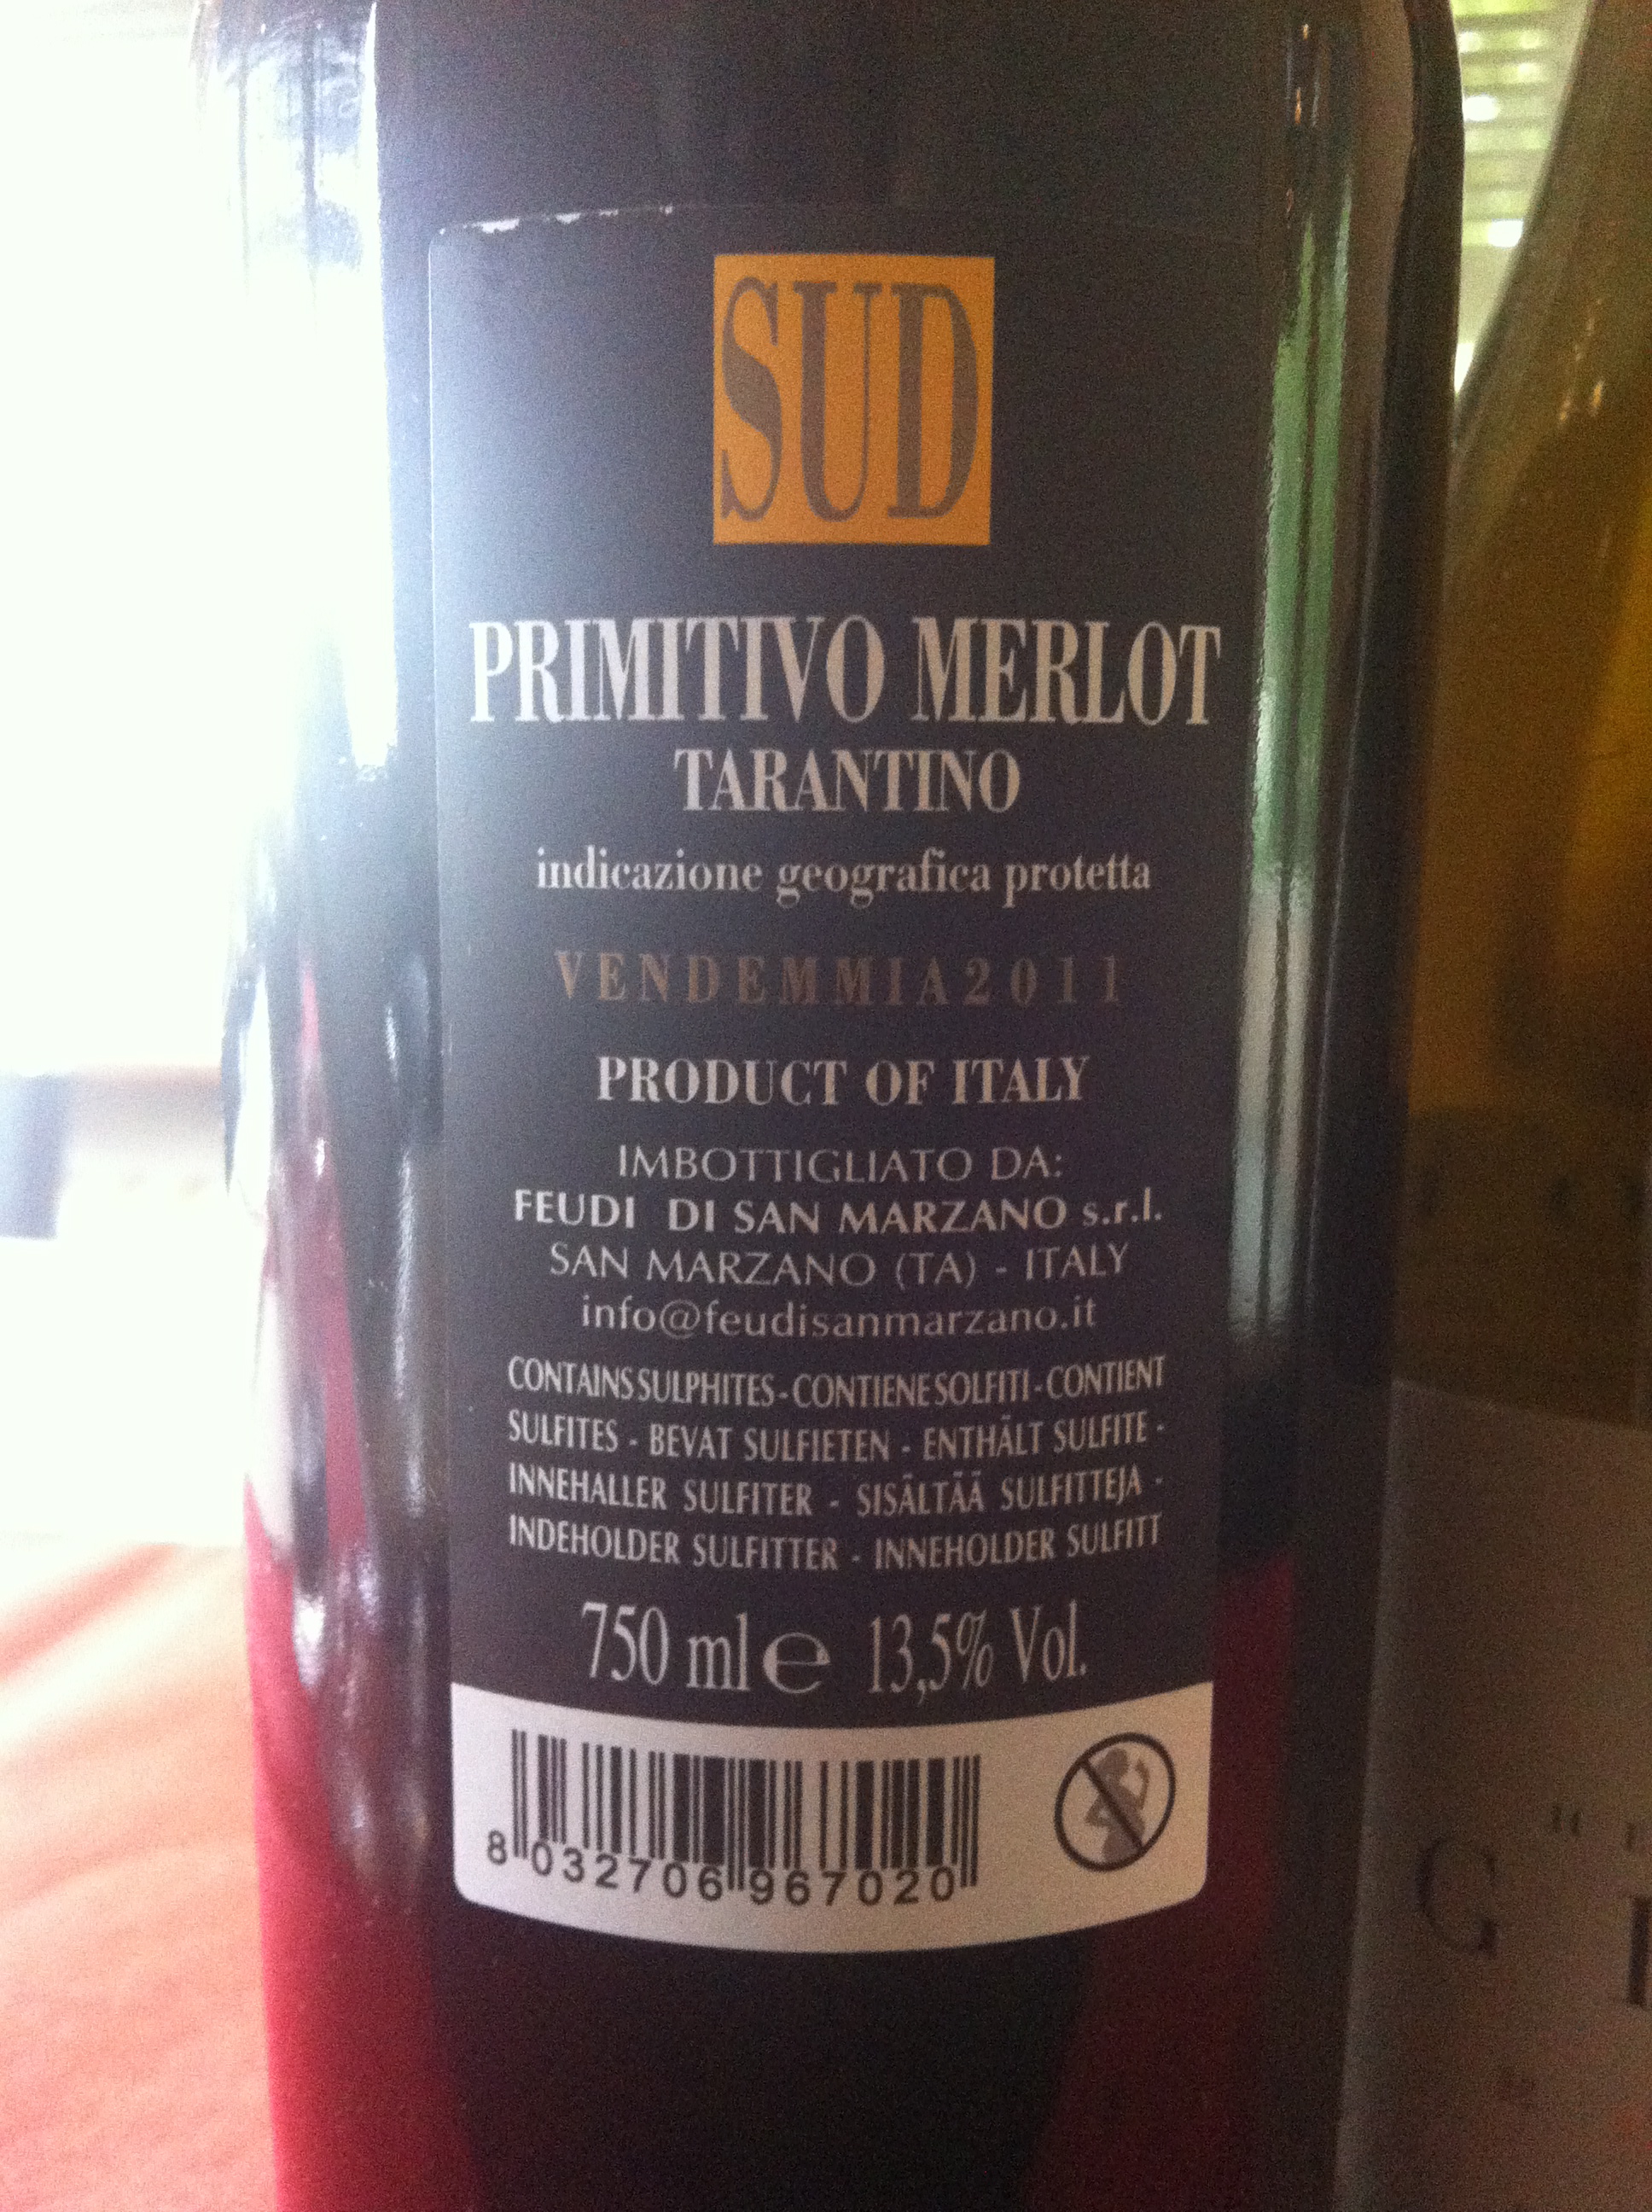 SUD
PRIMITIVO MERLOT
TARANTINO
indicazione geografica protetta
VENDEMMIA2011
PRODUCT OF ITALY
IMBOTTIGLIATO DA:
FEUDI DI SAN MARZANO s.r.l.
SAN MARZANO (TA) - ITALY
info@feudisanmarzano.it
CONTAINS SULPHITES - CONTIENE SOLFITI - CONTIENT
SULFITES - BEVAT SULFIETEN - ENTHÄLT SULFITE -
INNEHALLER SULFITER - SISÄLTÄÄ SULFITTEJA -
INDEHOLDER SULFITTER - INNEHOLDER SULFITT
750 ml e 13,5% Vol.
8 032706 967020
G